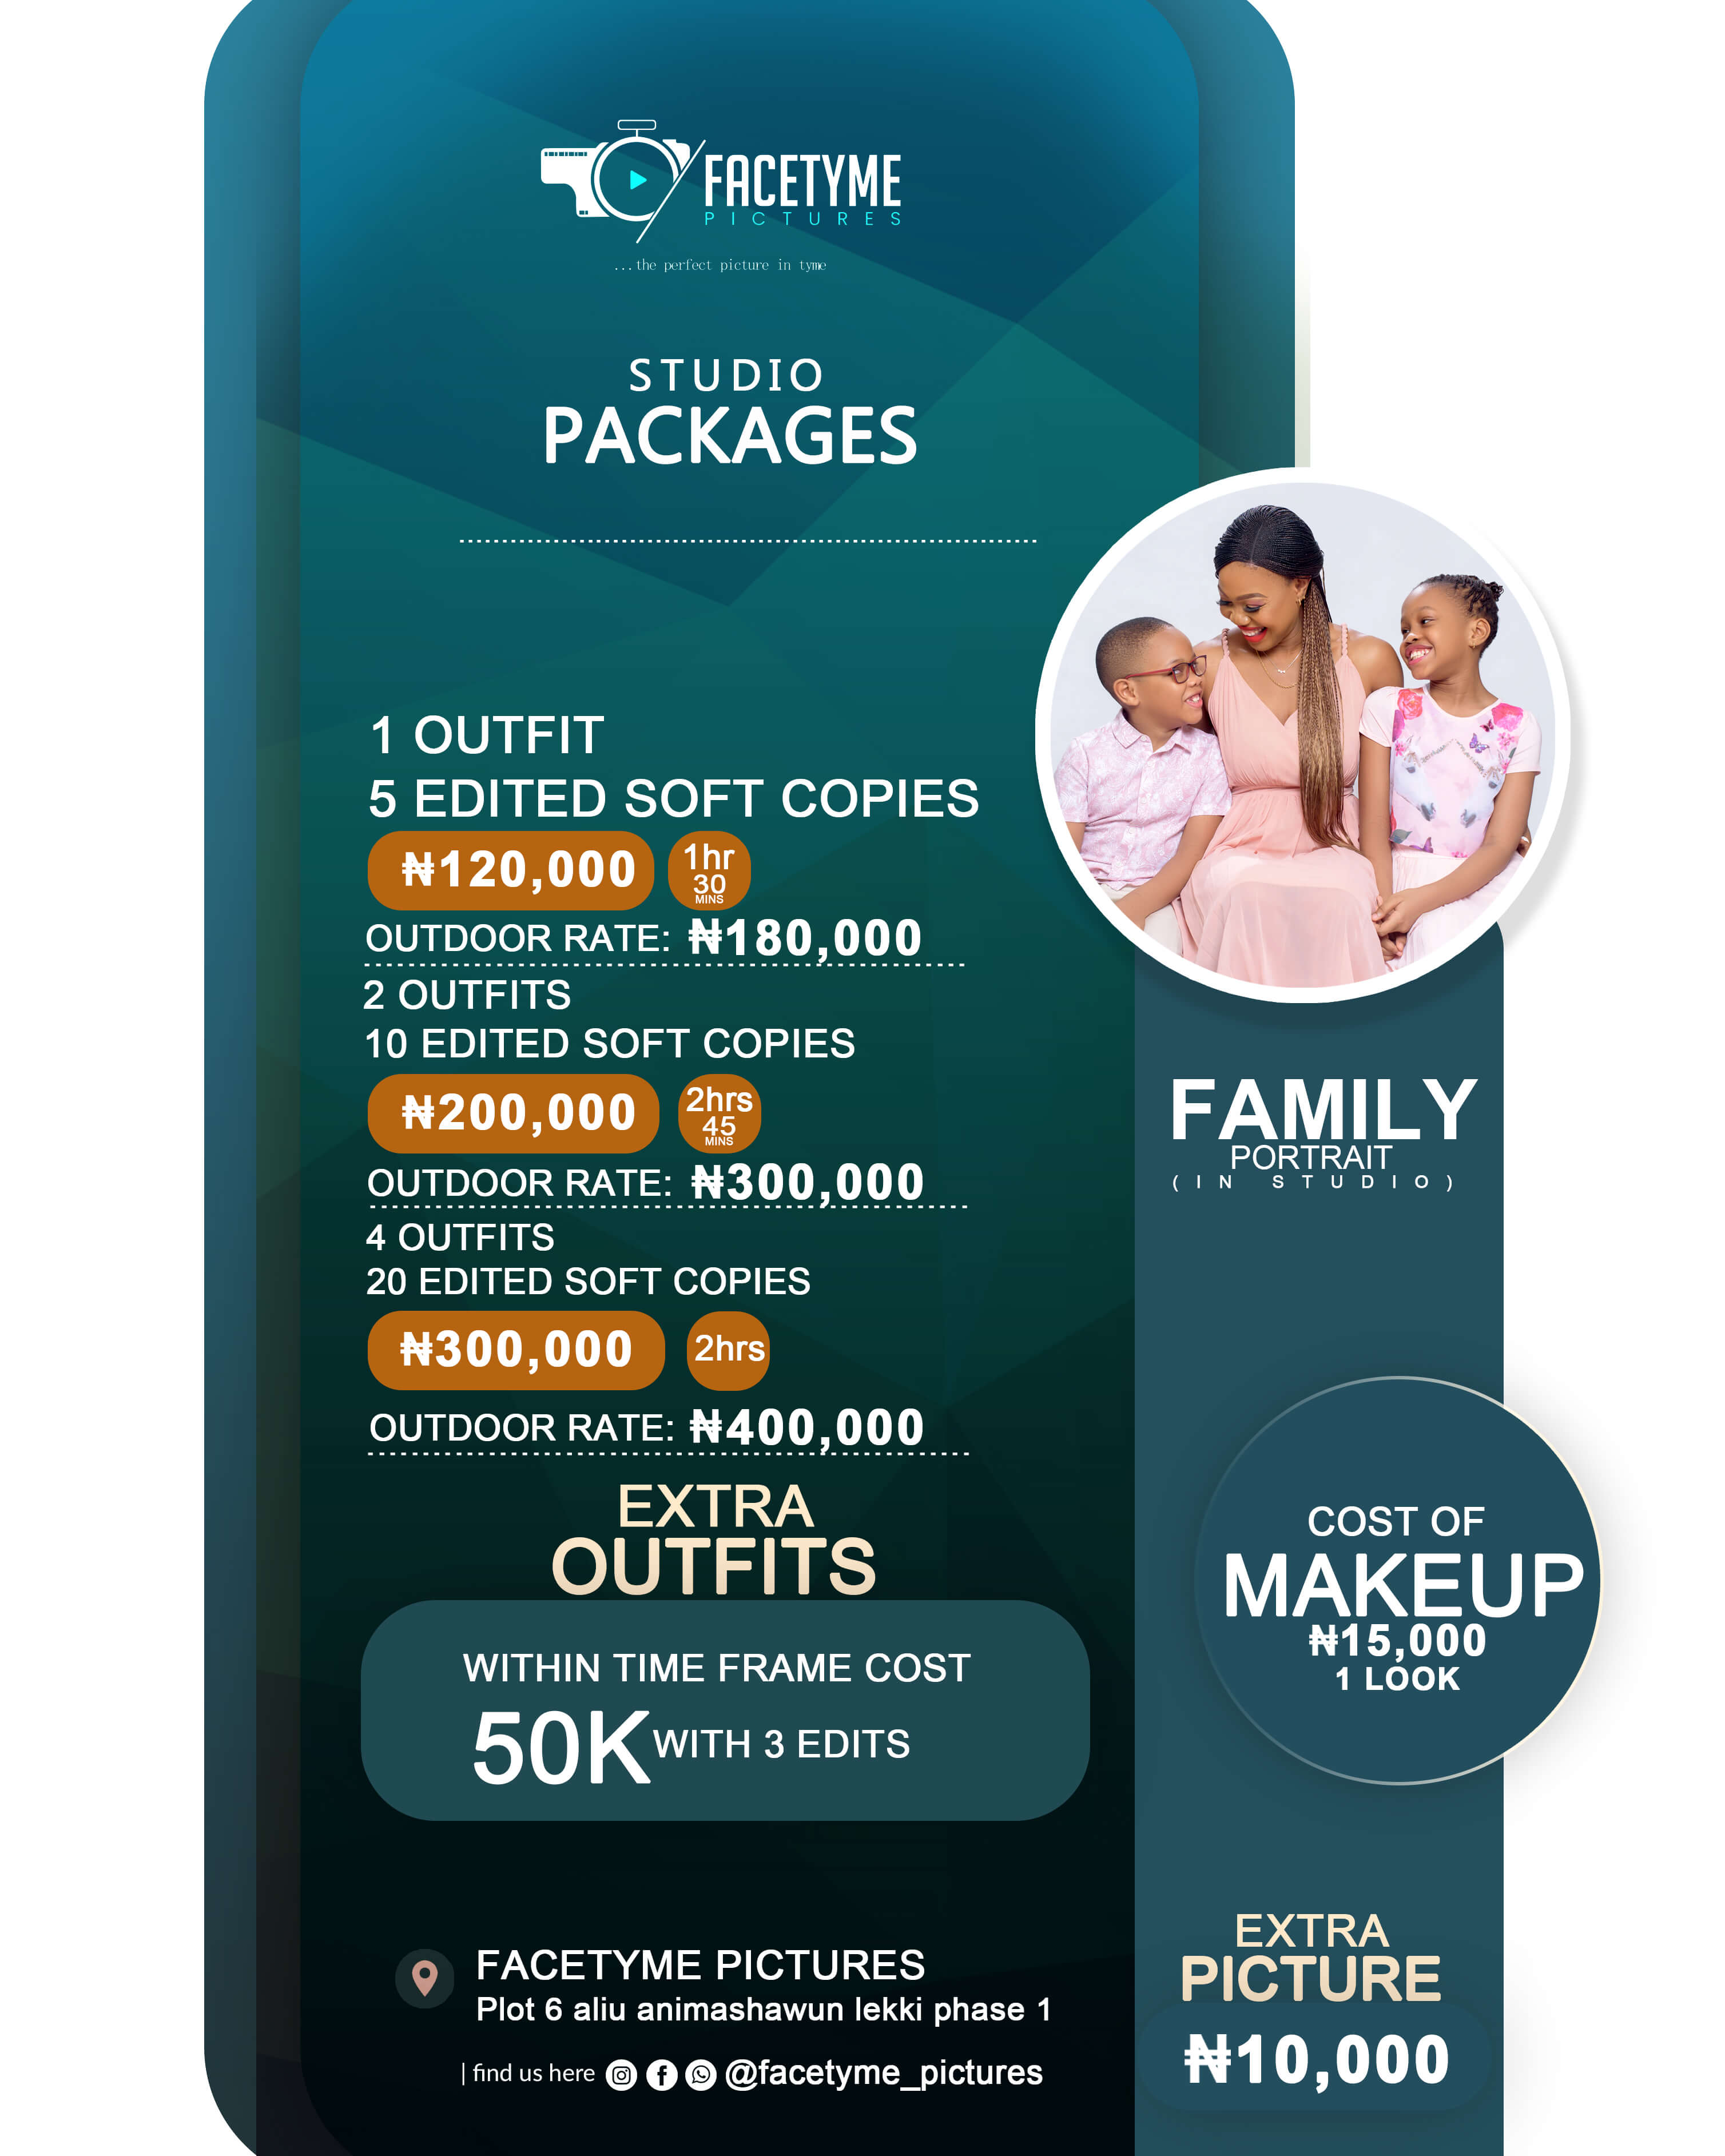 FACETYME
PICTURES
...the perfect picture in tyme
STUDIO
PACKAGES
1 OUTFIT
5 EDITED SOFT COPIES
₦120,000
1hr
30
MINS
OUTDOOR RATE: ₦180,000
2 OUTFITS
10 EDITED SOFT COPIES
₦200,000
2hrs
45
MINS
OUTDOOR RATE: ₦300,000
4 OUTFITS
20 EDITED SOFT COPIES
₦300,000
2hrs
OUTDOOR RATE: ₦400,000
EXTRA
OUTFITS
WITHIN TIME FRAME COST
50K WITH 3 EDITS
FACETYME PICTURES
Plot 6 aliu animashawun lekki phase 1
| find us here @facetyme_pictures
FAMILY
PORTRAIT
(IN STUDIO)
COST OF
MAKEUP
₦15,000
1 LOOK
EXTRA
PICTURE
₦10,000